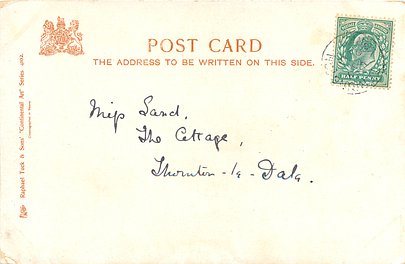 POST CARD
THE ADDRESS TO BE WRITTEN ON THIS SIDE.
HALF PENNY
Raphael Tuck & Sons' "Continental Art" Series 4162.
Miss Sand.
The Cottage,
Thornton-le-Dale.